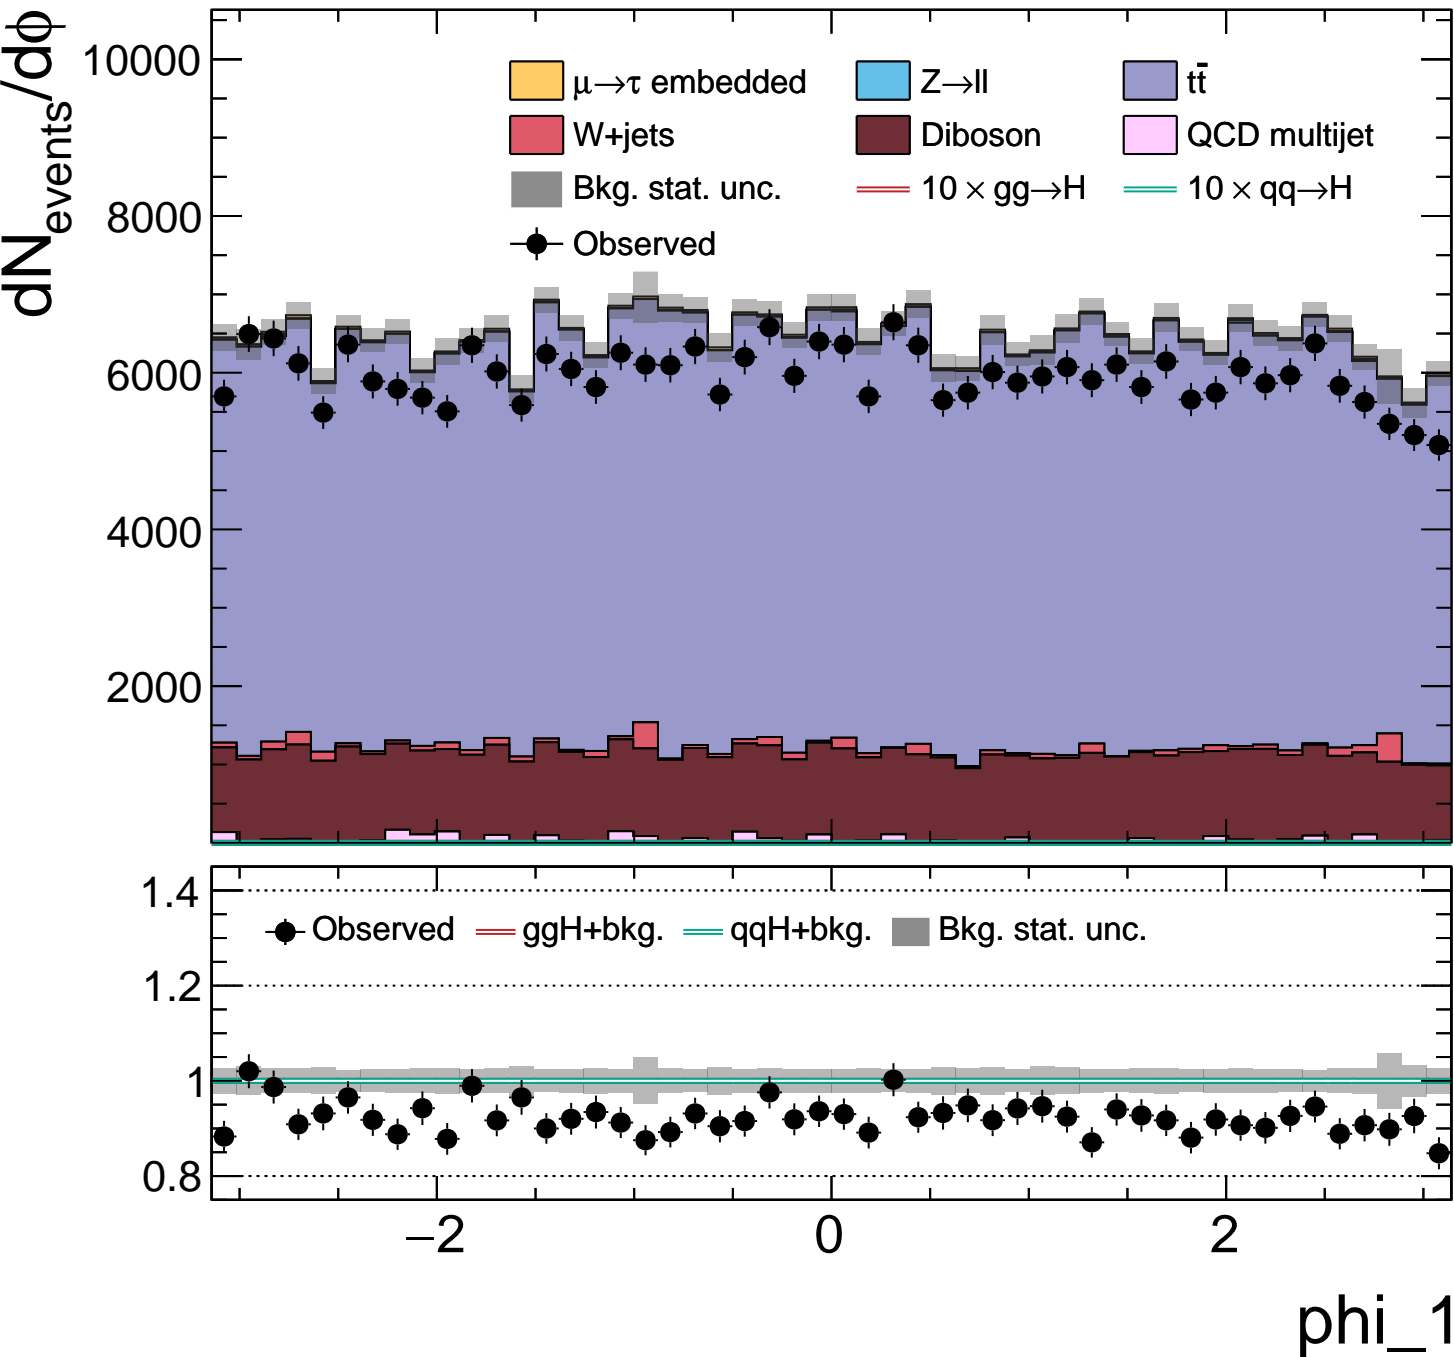 dN_events/dϕ
10000
8000
6000
4000
2000
μ→τ embedded Z→ll tt̄
W+jets Diboson QCD multijet
Bkg. stat. unc. 10 × gg→H 10 × qq→H
Observed
1.4
1.2
1
0.8
Observed ggH+bkg. qqH+bkg. Bkg. stat. unc.
−2 0 2
phi_1